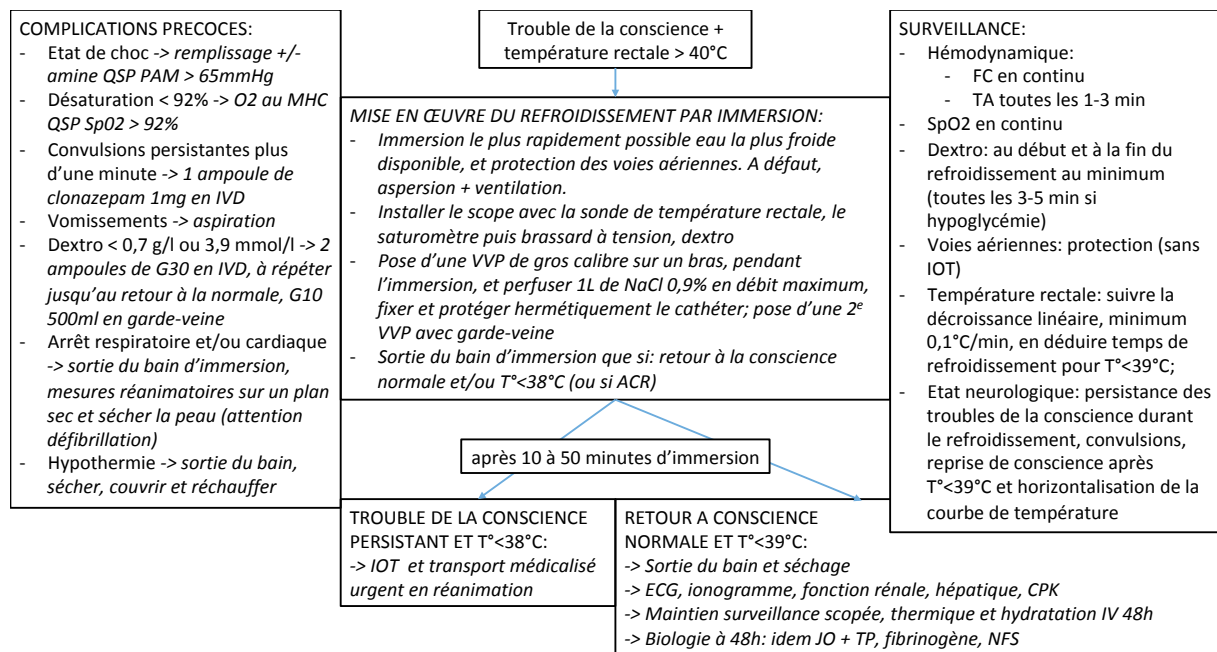 COMPLICATIONS PRECOCES:
- Etat de choc -> remplissage +/-
amine QSP PAM > 65mmHg
- Désaturation < 92% -> O2 au MHC
QSP Sp02 > 92%
- Convulsions persistantes plus
d'une minute -> 1 ampoule de
clonazepam 1mg en IVD
- Vomissements -> aspiration
- Dextro < 0,7 g/l ou 3,9 mmol/l -> 2
ampoules de G30 en IVD, à répéter
jusqu'au retour à la normale, G10
500ml en garde-veine
- Arrêt respiratoire et/ou cardiaque
-> sortie du bain d'immersion,
mesures réanimatoires sur un plan
sec et sécher la peau (attention
défibrillation)
- Hypothermie -> sortie du bain,
sécher, couvrir et réchauffer
Trouble de la conscience +
température rectale > 40°C
MISE EN ŒUVRE DU REFROIDISSEMENT PAR IMMERSION:
- Immersion le plus rapidement possible eau la plus froide
disponible, et protection des voies aériennes. A défaut,
aspersion + ventilation.
- Installer le scope avec la sonde de température rectale, le
saturomètre puis brassard à tension, dextro
- Pose d'une VVP de gros calibre sur un bras, pendant
l'immersion, et perfuser 1L de NaCl 0,9% en débit maximum,
fixer et protéger hermétiquement le cathéter; pose d'une 2e
VVP avec garde-veine
- Sortie du bain d'immersion que si: retour à la conscience
normale et/ou T°<38°C (ou si ACR)
après 10 à 50 minutes d'immersion
TROUBLE DE LA CONSCIENCE
PERSISTANT ET T°<38°C:
-> IOT et transport médicalisé
urgent en réanimation
RETOUR A CONSCIENCE
NORMALE ET T°<39°C:
-> Sortie du bain et séchage
-> ECG, ionogramme, fonction rénale, hépatique, CPK
-> Maintien surveillance scopée, thermique et hydratation IV 48h
-> Biologie à 48h: idem JO + TP, fibrinogène, NFS
SURVEILLANCE:
- Hémodynamique:
- FC en continu
- TA toutes les 1-3 min
- SpO2 en continu
- Dextro: au début et à la fin du
refroidissement au minimum
(toutes les 3-5 min si
hypoglycémie)
- Voies aériennes: protection (sans
IOT)
- Température rectale: suivre la
décroissance linéaire, minimum
0,1°C/min, en déduire temps de
refroidissement pour T°<39°C;
- Etat neurologique: persistance des
troubles de la conscience durant
le refroidissement, convulsions,
reprise de conscience après
T°<39°C et horizontalisation de la
courbe de température